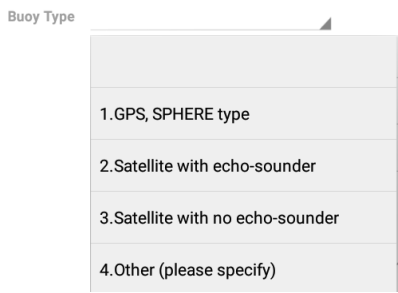 Buoy Type
1.GPS, SPHERE type
2.Satellite with echo-sounder
3.Satellite with no echo-sounder
4.Other (please specify)